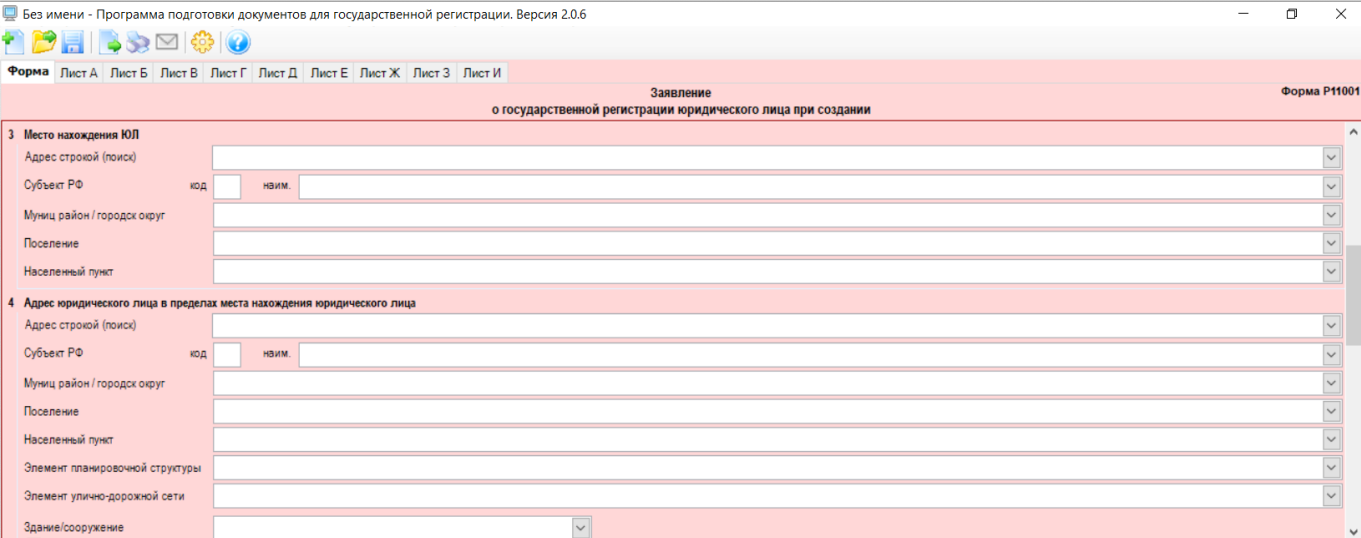 Без имени - Программа подготовки документов для государственной регистрации. Версия 2.0.6
Форма Лист А Лист Б Лист В Лист Г Лист Д Лист Е Лист Ж Лист З Лист И
Заявление
Форма Р11001
о государственной регистрации юридического лица при создании
3 Место нахождения ЮЛ
Адрес строкой (поиск)
Субъект РФ код наим.
Муниц район / городск округ
Поселение
Населенный пункт
4 Адрес юридического лица в пределах места нахождения юридического лица
Адрес строкой (поиск)
Субъект РФ код наим.
Муниц район / городск округ
Поселение
Населенный пункт
Элемент планировочной структуры
Элемент улично-дорожной сети
Здание/сооружение